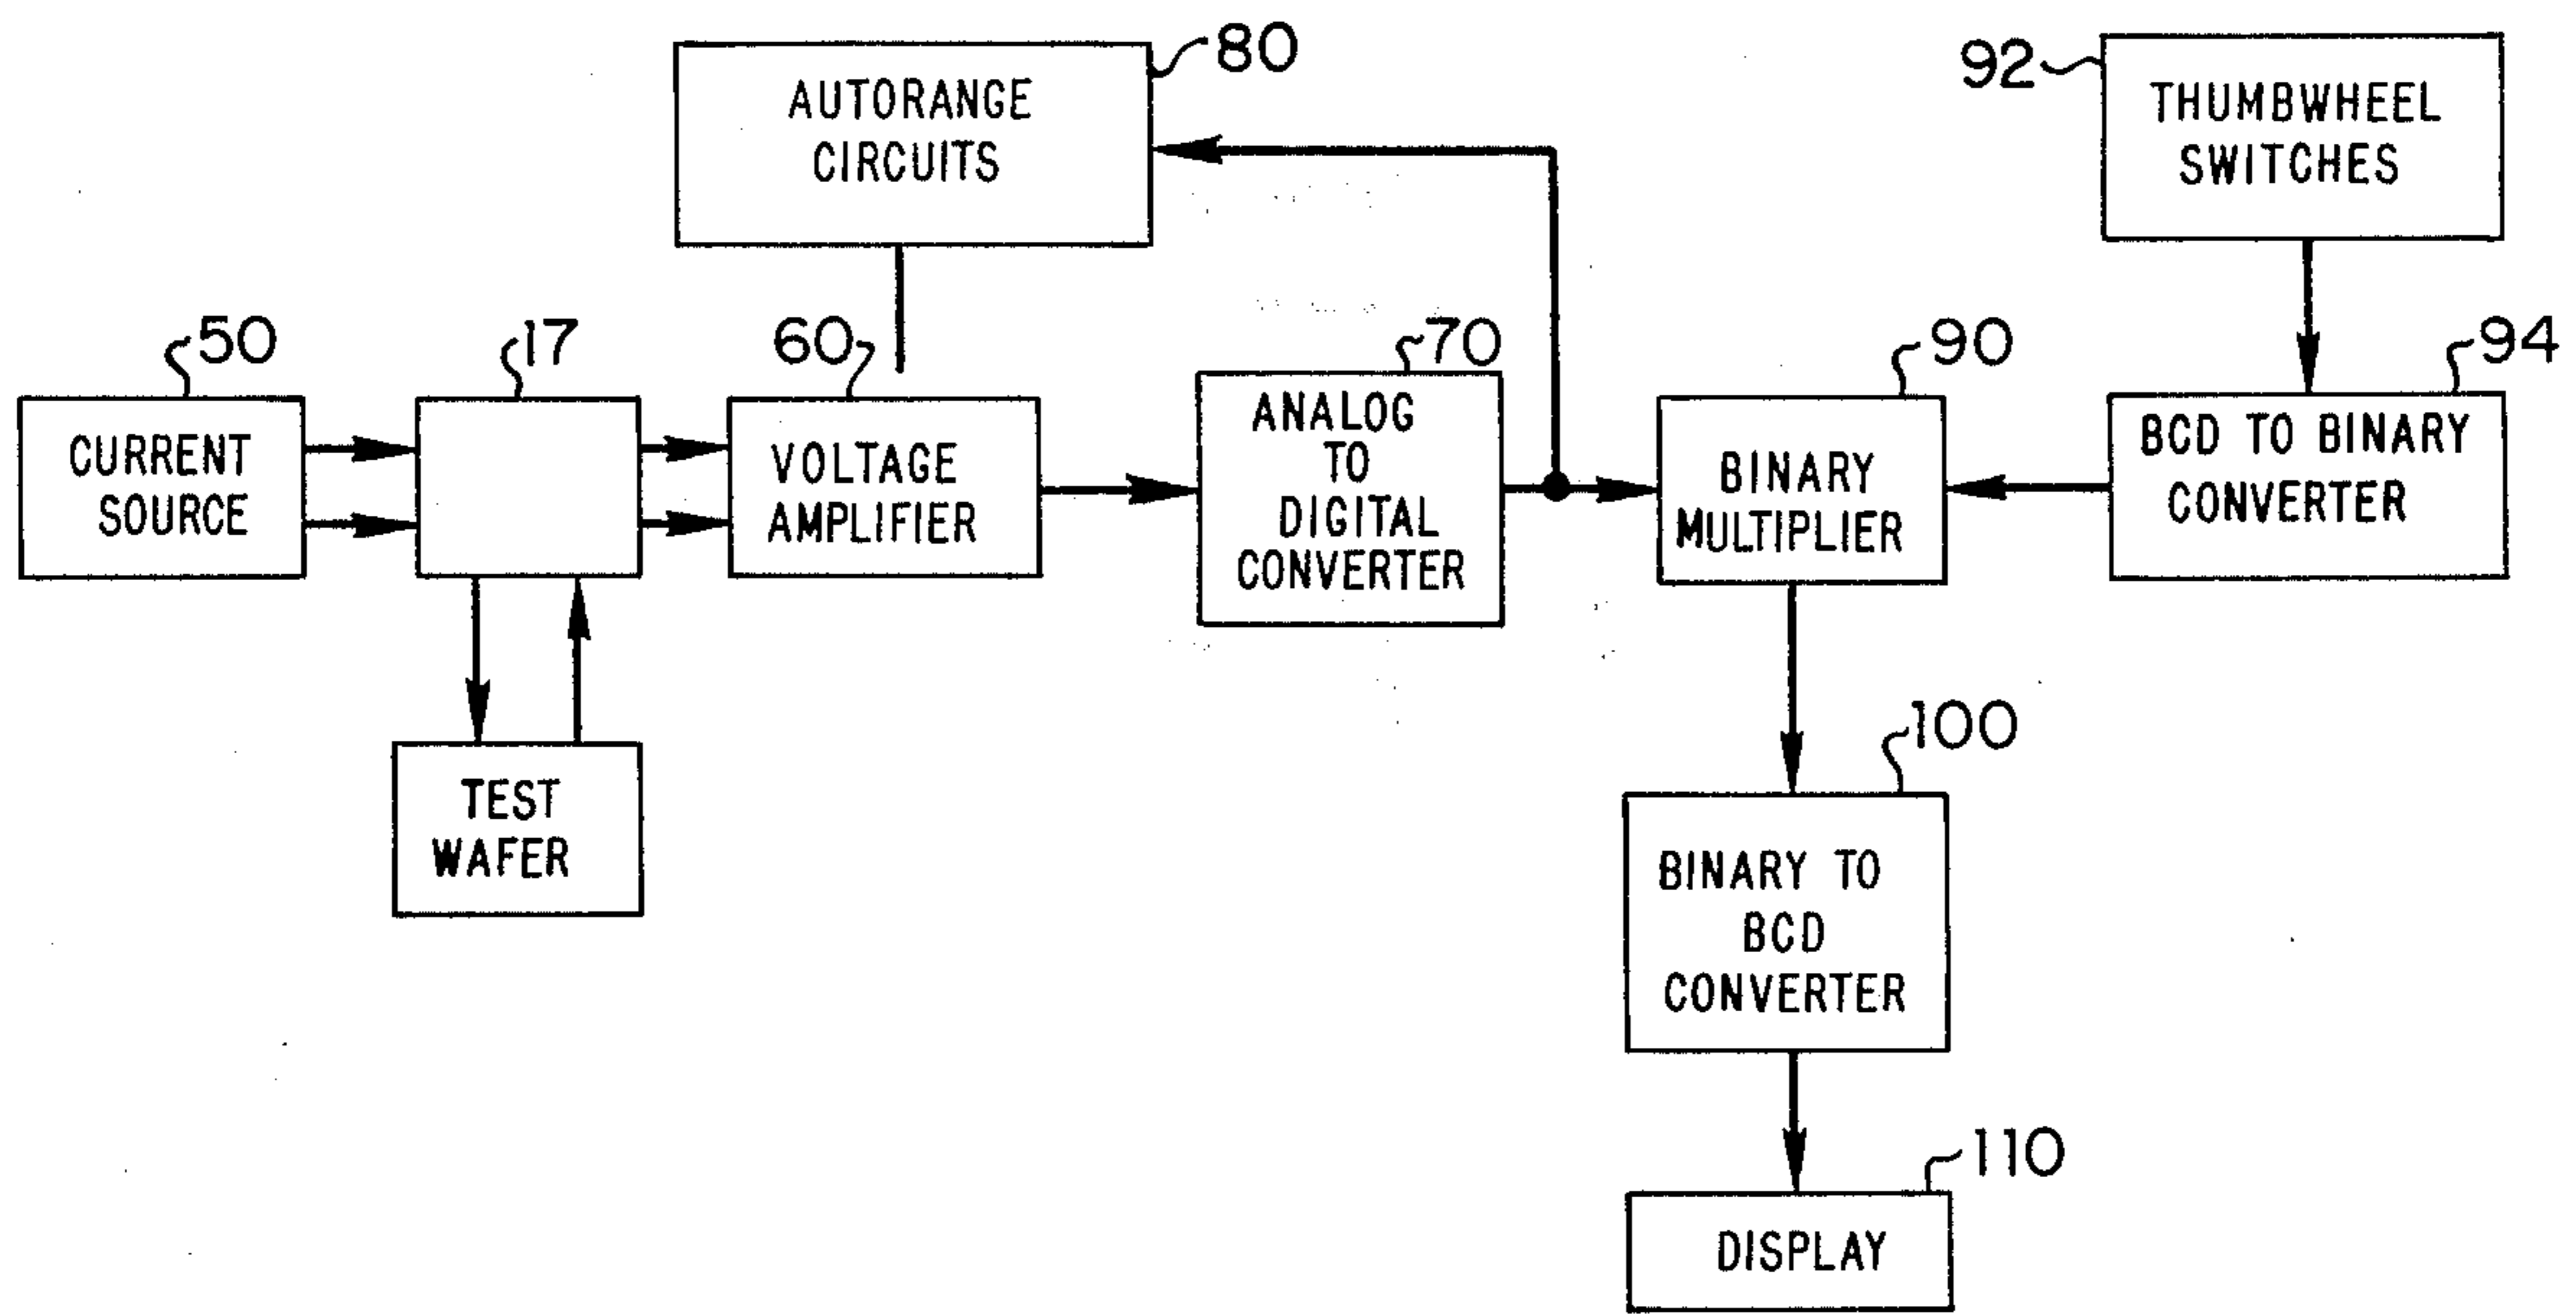 80
AUTORANGE
CIRCUITS
92
THUMBWHEEL
SWITCHES
50
CURRENT
SOURCE
17
60
VOLTAGE
AMPLIFIER
70
ANALOG
TO
DIGITAL
CONVERTER
90
BINARY
MULTIPLIER
94
BCD TO BINARY
CONVERTER
TEST
WAFER
100
BINARY TO
BCD
CONVERTER
110
DISPLAY